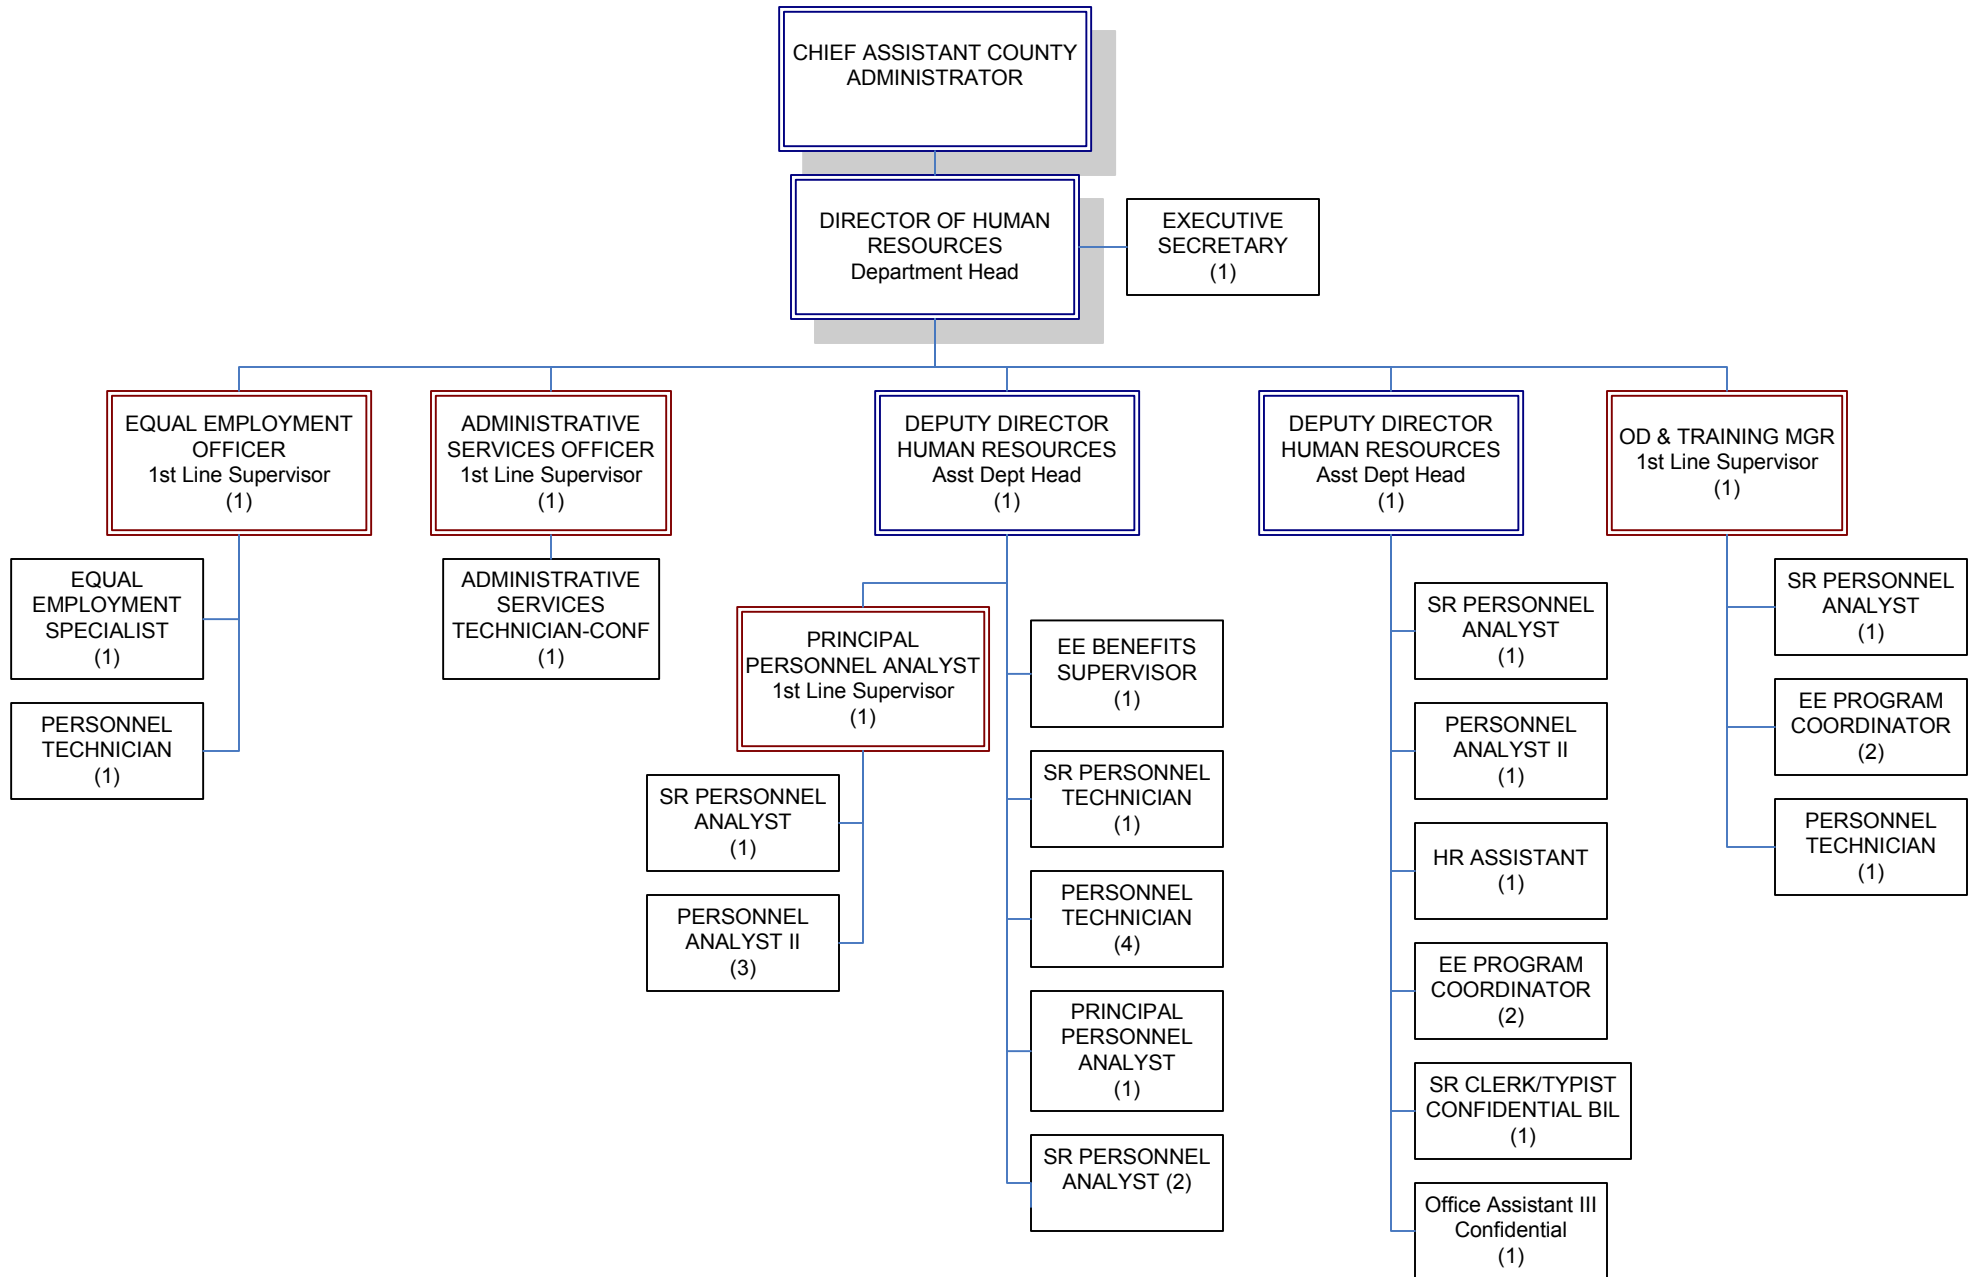 CHIEF ASSISTANT COUNTY
ADMINISTRATOR
DIRECTOR OF HUMAN
RESOURCES
Department Head
EXECUTIVE
SECRETARY
(1)
EQUAL EMPLOYMENT
OFFICER
1st Line Supervisor
(1)
ADMINISTRATIVE
SERVICES OFFICER
1st Line Supervisor
(1)
DEPUTY DIRECTOR
HUMAN RESOURCES
Asst Dept Head
(1)
DEPUTY DIRECTOR
HUMAN RESOURCES
Asst Dept Head
(1)
OD & TRAINING MGR
1st Line Supervisor
(1)
EQUAL
EMPLOYMENT
SPECIALIST
(1)
PERSONNEL
TECHNICIAN
(1)
ADMINISTRATIVE
SERVICES
TECHNICIAN-CONF
(1)
PRINCIPAL
PERSONNEL ANALYST
1st Line Supervisor
(1)
SR PERSONNEL
ANALYST
(1)
PERSONNEL
ANALYST II
(3)
EE BENEFITS
SUPERVISOR
(1)
SR PERSONNEL
TECHNICIAN
(1)
PERSONNEL
TECHNICIAN
(4)
PRINCIPAL
PERSONNEL
ANALYST
(1)
SR PERSONNEL
ANALYST (2)
SR PERSONNEL
ANALYST
(1)
PERSONNEL
ANALYST II
(1)
HR ASSISTANT
(1)
EE PROGRAM
COORDINATOR
(2)
SR CLERK/TYPIST
CONFIDENTIAL BIL
(1)
Office Assistant III
Confidential
(1)
SR PERSONNEL
ANALYST
(1)
EE PROGRAM
COORDINATOR
(2)
PERSONNEL
TECHNICIAN
(1)